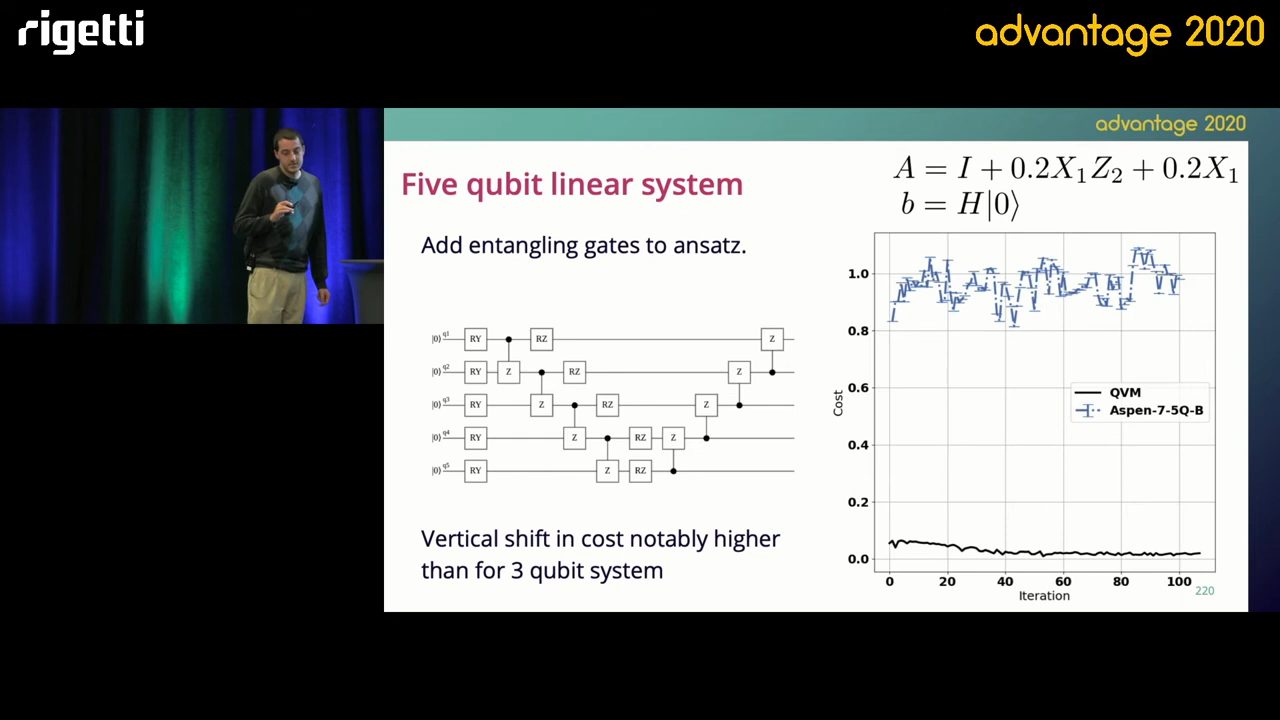 rigetti
advantage 2020
advantage 2020
Five qubit linear system
A = I + 0.2X₁Z₂ + 0.2X₁
b = H|0⟩
Add entangling gates to ansatz.
|0⟩ q1 RY RZ Z
|0⟩ q2 RY Z RZ Z
|0⟩ q3 RY Z RZ Z
|0⟩ q4 RY Z RZ Z
|0⟩ q5 RY Z RZ
Vertical shift in cost notably higher
than for 3 qubit system
Cost
1.0
0.8
0.6
0.4
0.2
0.0
QVM
Aspen-7-5Q-B
0 20 40 60 80 100
Iteration
220